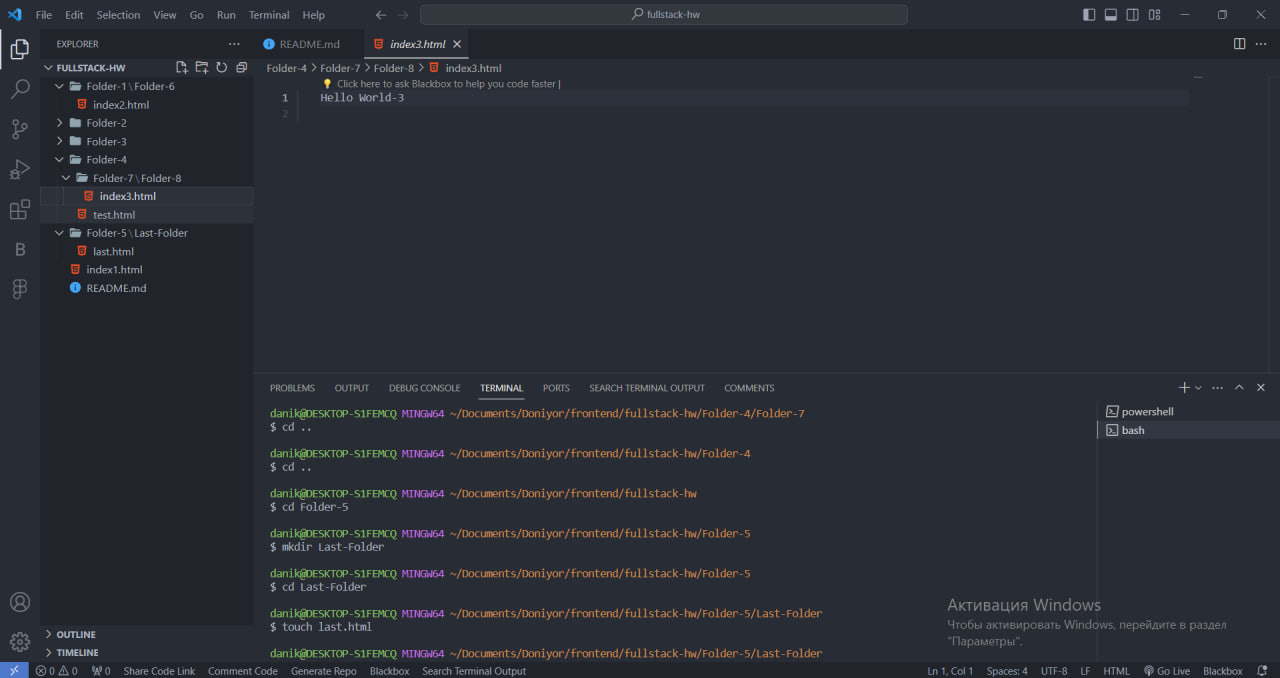 File Edit Selection View Go Run Terminal Help
fullstack-hw
EXPLORER
README.md
index3.html
FULLSTACK-HW
Folder-1\Folder-6
index2.html
Folder-2
Folder-3
Folder-4
Folder-7\Folder-8
index3.html
test.html
Folder-5\Last-Folder
last.html
index1.html
README.md
OUTLINE
TIMELINE
Folder-4 > Folder-7 > Folder-8 > index3.html
Click here to ask Blackbox to help you code faster |
1 Hello World-3
2
PROBLEMS OUTPUT DEBUG CONSOLE TERMINAL PORTS SEARCH TERMINAL OUTPUT COMMENTS
danik@DESKTOP-S1FEMCQ MINGW64 ~/Documents/Doniyor/frontend/fullstack-hw/Folder-4/Folder-7
$ cd ..
danik@DESKTOP-S1FEMCQ MINGW64 ~/Documents/Doniyor/frontend/fullstack-hw/Folder-4
$ cd ..
danik@DESKTOP-S1FEMCQ MINGW64 ~/Documents/Doniyor/frontend/fullstack-hw
$ cd Folder-5
danik@DESKTOP-S1FEMCQ MINGW64 ~/Documents/Doniyor/frontend/fullstack-hw/Folder-5
$ mkdir Last-Folder
danik@DESKTOP-S1FEMCQ MINGW64 ~/Documents/Doniyor/frontend/fullstack-hw/Folder-5
$ cd Last-Folder
danik@DESKTOP-S1FEMCQ MINGW64 ~/Documents/Doniyor/frontend/fullstack-hw/Folder-5/Last-Folder
$ touch last.html
danik@DESKTOP-S1FEMCQ MINGW64 ~/Documents/Doniyor/frontend/fullstack-hw/Folder-5/Last-Folder
powershell
bash
Активация Windows
Чтобы активировать Windows, перейдите в раздел
"Параметры".
0 0 0 Share Code Link Comment Code Generate Repo Blackbox Search Terminal Output Ln 1, Col 1 Spaces: 4 UTF-8 LF HTML Go Live Blackbox